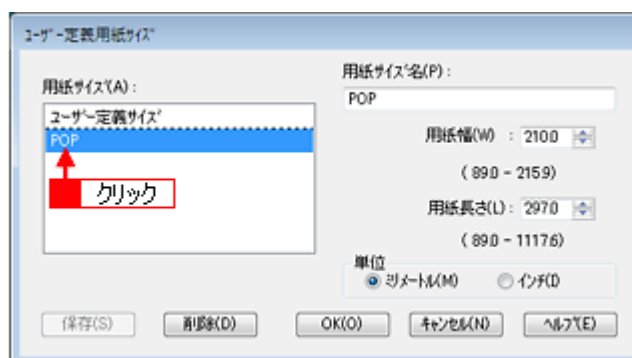 ユーザー定義用紙サイズ
用紙サイズ(A):
ユーザー定義サイズ
POP
クリック
用紙サイズ名(P):
POP
用紙幅(W) : 210.0
( 89.0 - 215.9)
用紙長さ(L) : 297.0
( 89.0 - 1117.6)
単位
ミリメートル(M) インチ(I)
保存(S) 削除(D) OK(O) キャンセル(N) ヘルプ(E)